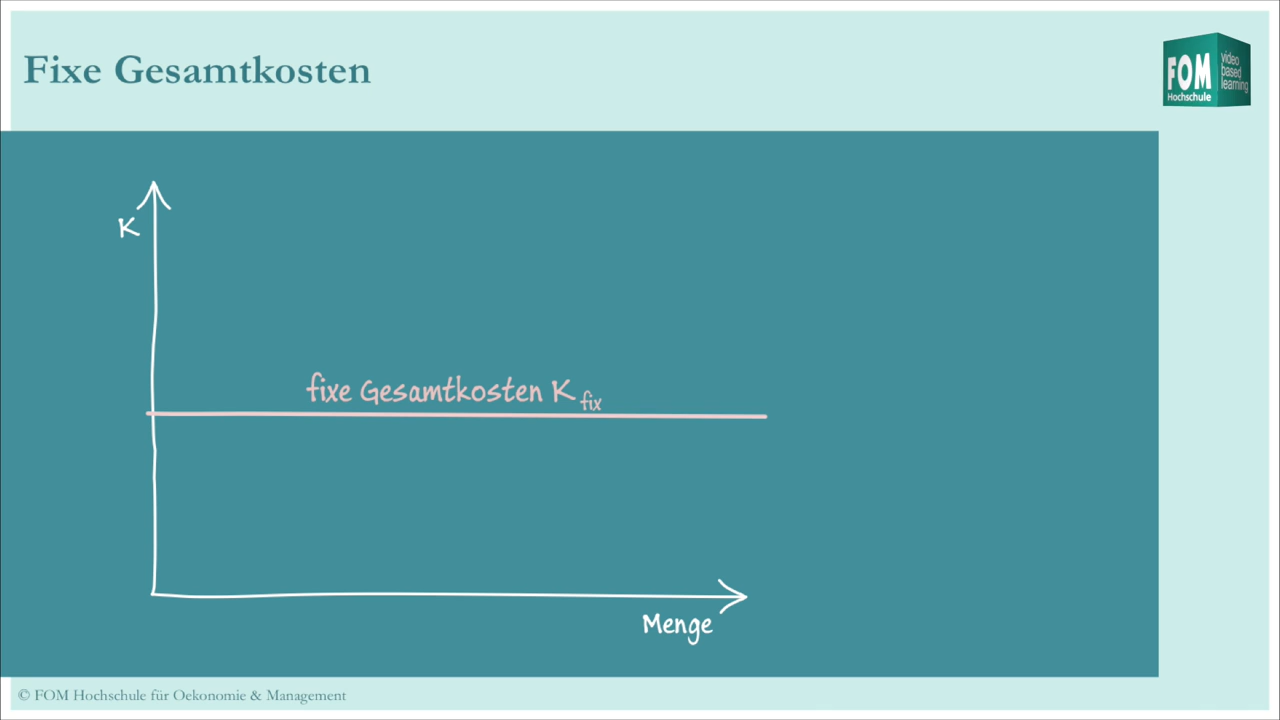 Fixe Gesamtkosten
FOM
Hochschule
video
based
learning
K
fixe Gesamtkosten K fix
Menge
© FOM Hochschule für Oekonomie & Management